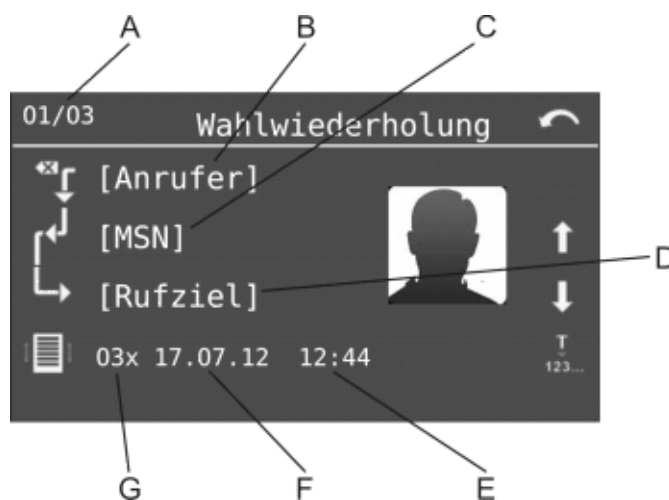 A B C
01/03 Wahlwiederholung
[Anrufer]
[MSN]
[Rufziel]
D
03x 17.07.12 12:44
T
123...
G F E